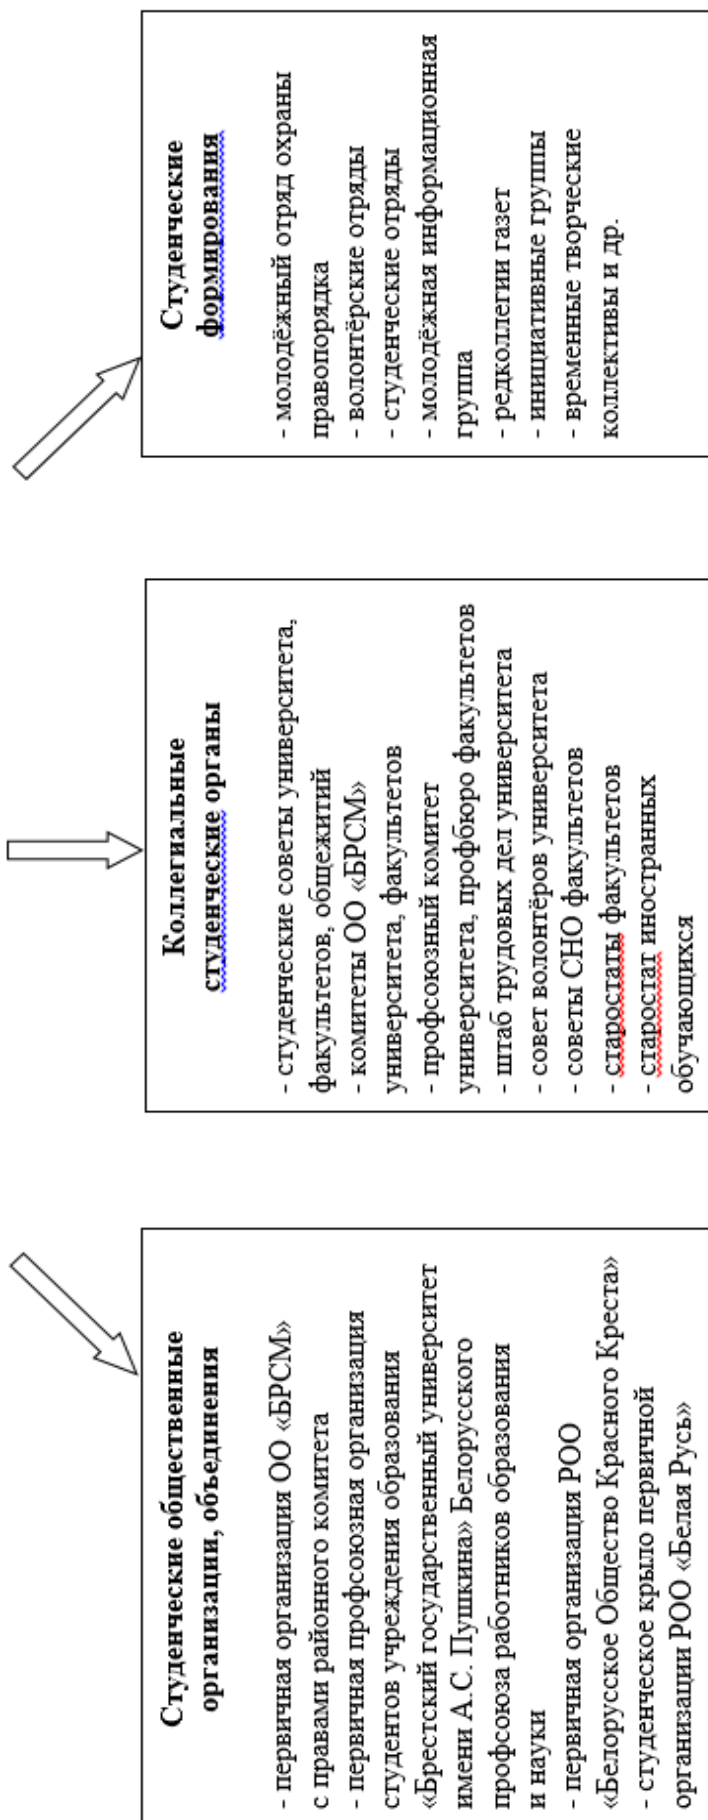 Студенческие общественные
организации, объединения
- первичная организация ОО «БРСМ»
с правами районного комитета
- первичная профсоюзная организация
студентов учреждения образования
«Брестский государственный университет
имени А.С. Пушкина» Белорусского
профсоюза работников образования
и науки
- первичная организация РОО
«Белорусское Общество Красного Креста»
- студенческое крыло первичной
организации РОО «Белая Русь»
Коллегиальные
студенческие органы
- студенческие советы университета,
факультетов, общежитий
- комитеты ОО «БРСМ»
университета, факультетов
- профсоюзный комитет
университета, профбюро факультетов
- штаб трудовых дел университета
- совет волонтёров университета
- советы СНО факультетов
- старостаты факультетов
- старостат иностранных
обучающихся
Студенческие
формирования
- молодёжный отряд охраны
правопорядка
- волонтёрские отряды
- студенческие отряды
- молодёжная информационная
группа
- редколлегии газет
- инициативные группы
- временные творческие
коллективы и др.